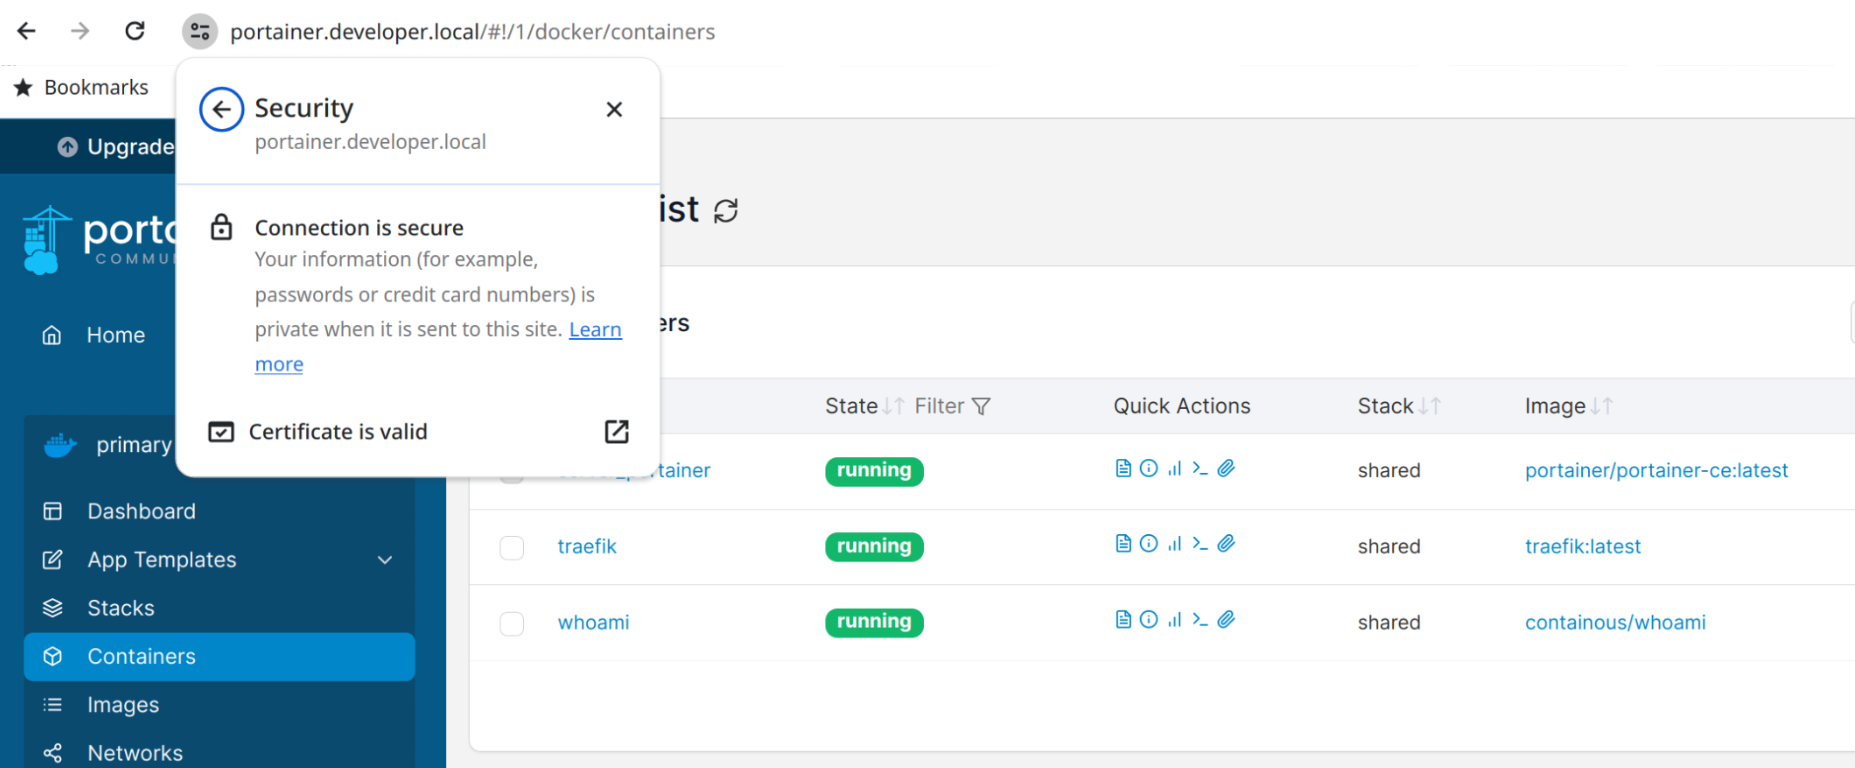 portainer.developer.local/#!/1/docker/containers
Bookmarks
Security
portainer.developer.local
Connection is secure
Your information (for example,
passwords or credit card numbers) is
private when it is sent to this site. Learn
more
Certificate is valid
Upgrade
porta
COMMU
Home
primary
Dashboard
App Templates
Stacks
Containers
Images
Networks
ist
ers
State Filter Quick Actions Stack Image
tainer running shared portainer/portainer-ce:latest
traefik running shared traefik:latest
whoami running shared containous/whoami